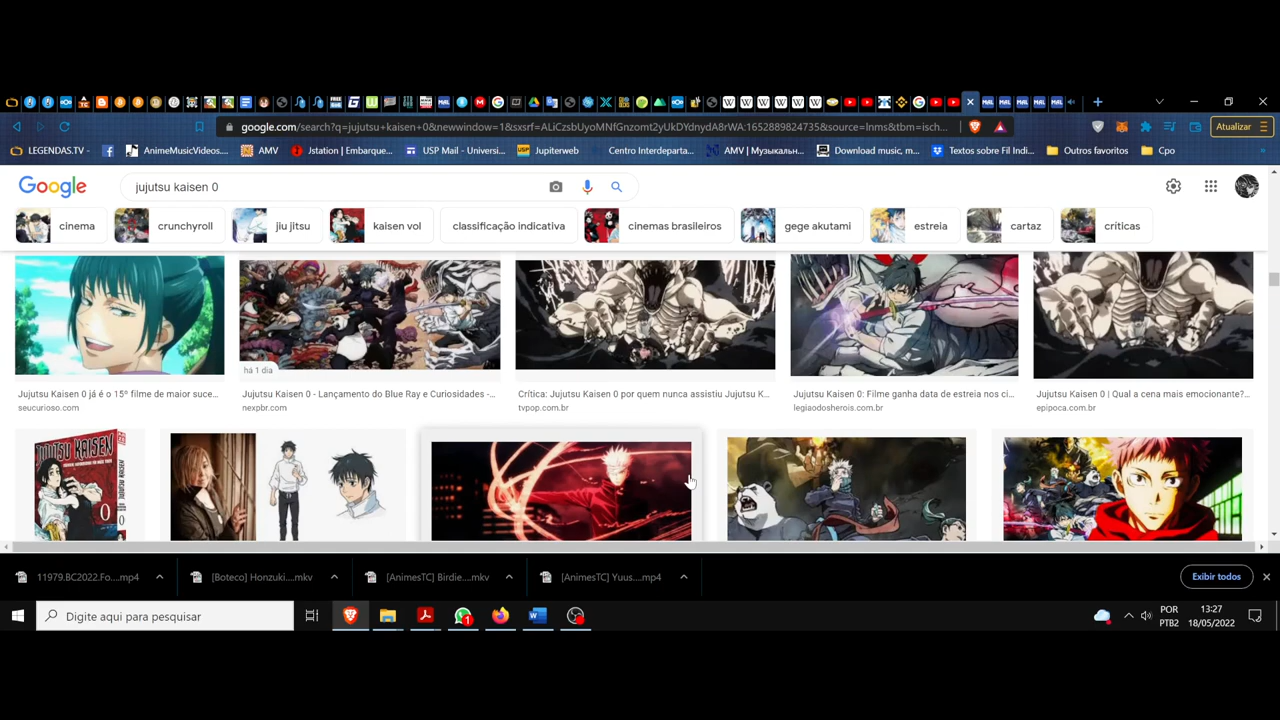 google.com/search?q=jujutsu+kaisen+0&newwindow=1&sxsrf=ALiCzsbUyoMNfGnzomt2yUkDYdnydA8rWA:1652889824735&source=lnms&tbm=isch...
Atualizar
LEGENDAS.TV -
AnimeMusicVideos....
AMV
Jstation | Embarque...
USP Mail - Universi...
Jupiterweb
Centro Interdeparta...
AMV | Музыкальн...
Download music, m...
Textos sobre Fil Indi...
Outros favoritos
Cpo
Google
jujutsu kaisen 0
cinema
crunchyroll
jiu jitsu
kaisen vol
classificação indicativa
cinemas brasileiros
gege akutami
estreia
cartaz
críticas
há 1 dia
Jujutsu Kaisen 0 já é o 15º filme de maior suce...
seucurioso.com
Jujutsu Kaisen 0 - Lançamento do Blue Ray e Curiosidades -...
nexpbr.com
Crítica: Jujutsu Kaisen 0 por quem nunca assistiu Jujutsu K...
tvpop.com.br
Jujutsu Kaisen 0: Filme ganha data de estreia nos ci...
legiaodosherois.com.br
Jujutsu Kaisen 0 | Qual a cena mais emocionante?...
epipoca.com.br
JUJUTSU KAISEN
0
11979.BC2022.Fo....mp4
[Boteco] Honzuki....mkv
[AnimesTC] Birdie....mkv
[AnimesTC] Yuus....mp4
Exibir todos
Digite aqui para pesquisar
1
POR
PTB2
13:27
18/05/2022